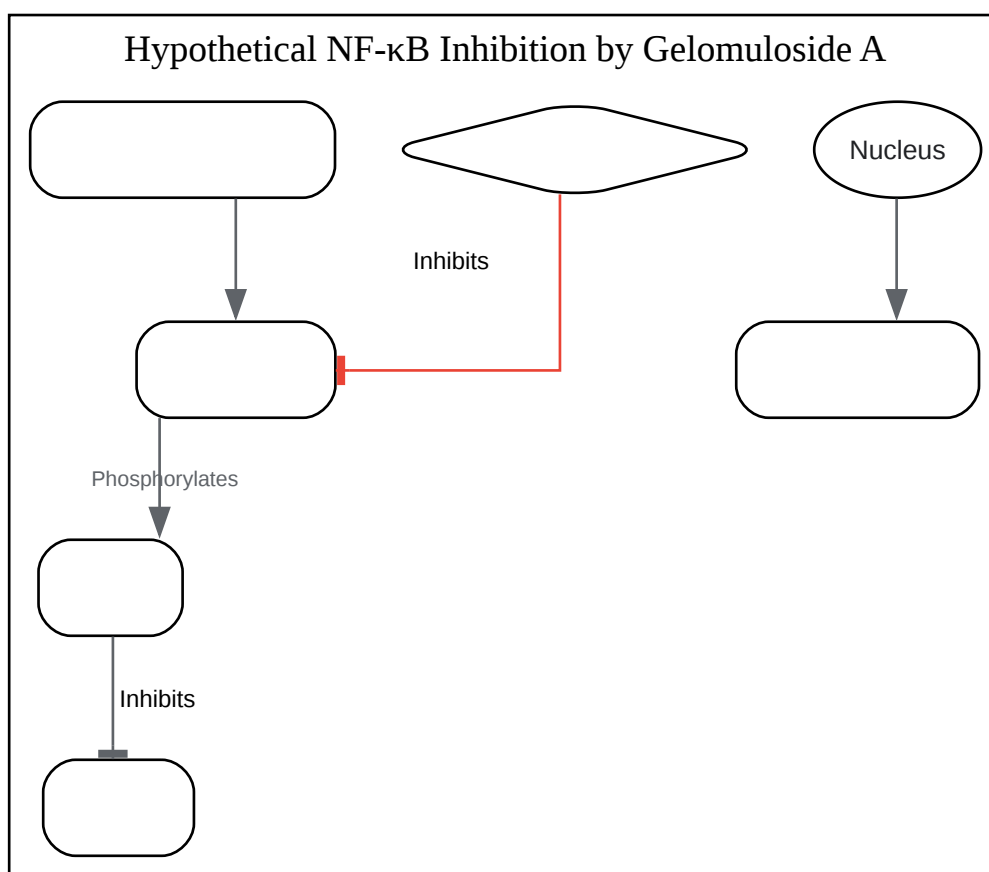 Hypothetical NF-κB Inhibition by Gelomuloside A
Nucleus
Inhibits
Phosphorylates
Inhibits